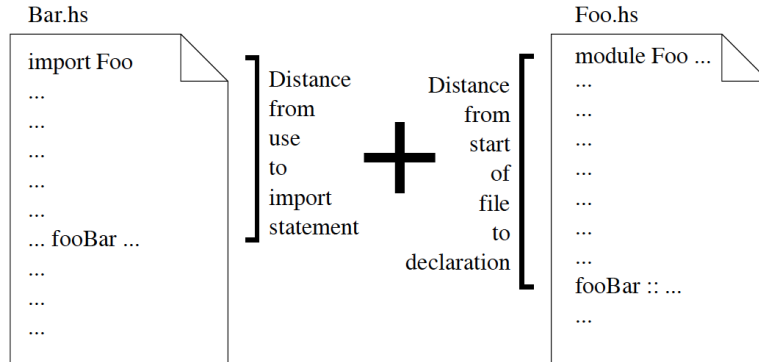 Bar.hs
import Foo
...
...
...
...
...
... fooBar ...
...
...
...
Distance
from
use
to
import
statement
+
Distance
from
start
of
file
to
declaration
Foo.hs
module Foo ...
...
...
...
...
...
...
...
fooBar :: ...
...